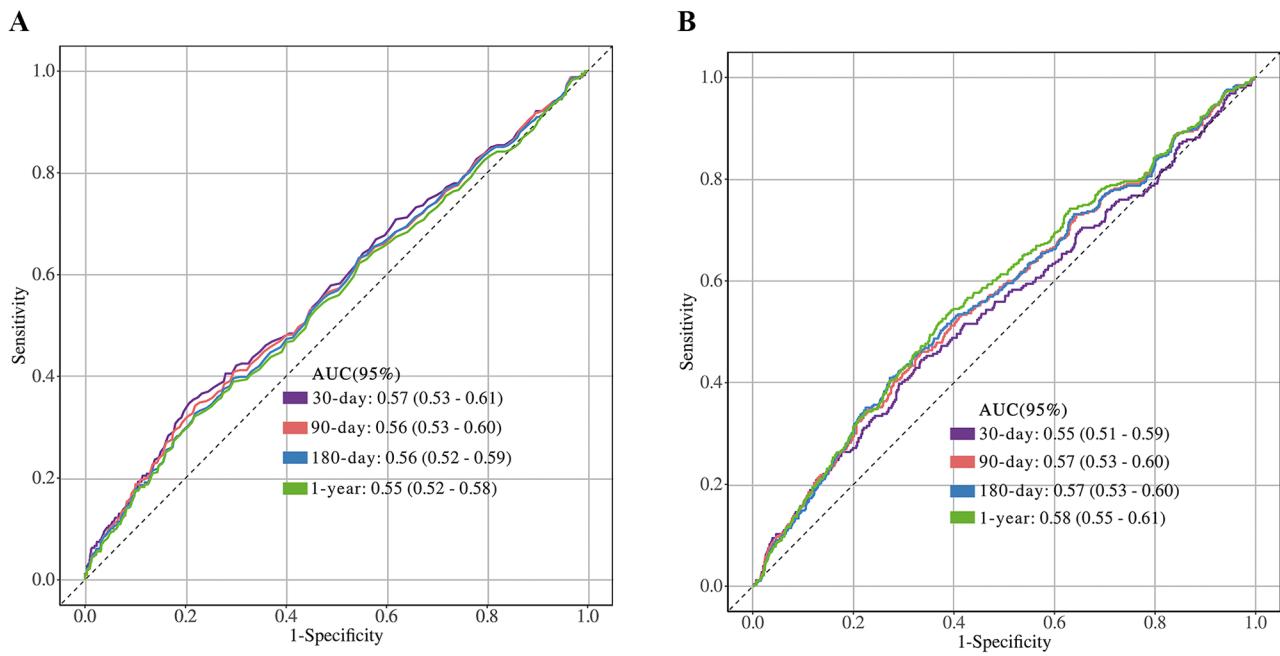 A
Sensitivity
1.0
0.8
0.6
0.4
0.2
0.0
AUC(95%)
30-day: 0.57 (0.53 - 0.61)
90-day: 0.56 (0.53 - 0.60)
180-day: 0.56 (0.52 - 0.59)
1-year: 0.55 (0.52 - 0.58)
0.0 0.2 0.4 0.6 0.8 1.0
1-Specificity
B
Sensitivity
1.0
0.8
0.6
0.4
0.2
0.0
AUC(95%)
30-day: 0.55 (0.51 - 0.59)
90-day: 0.57 (0.53 - 0.60)
180-day: 0.57 (0.53 - 0.60)
1-year: 0.58 (0.55 - 0.61)
0.0 0.2 0.4 0.6 0.8 1.0
1-Specificity